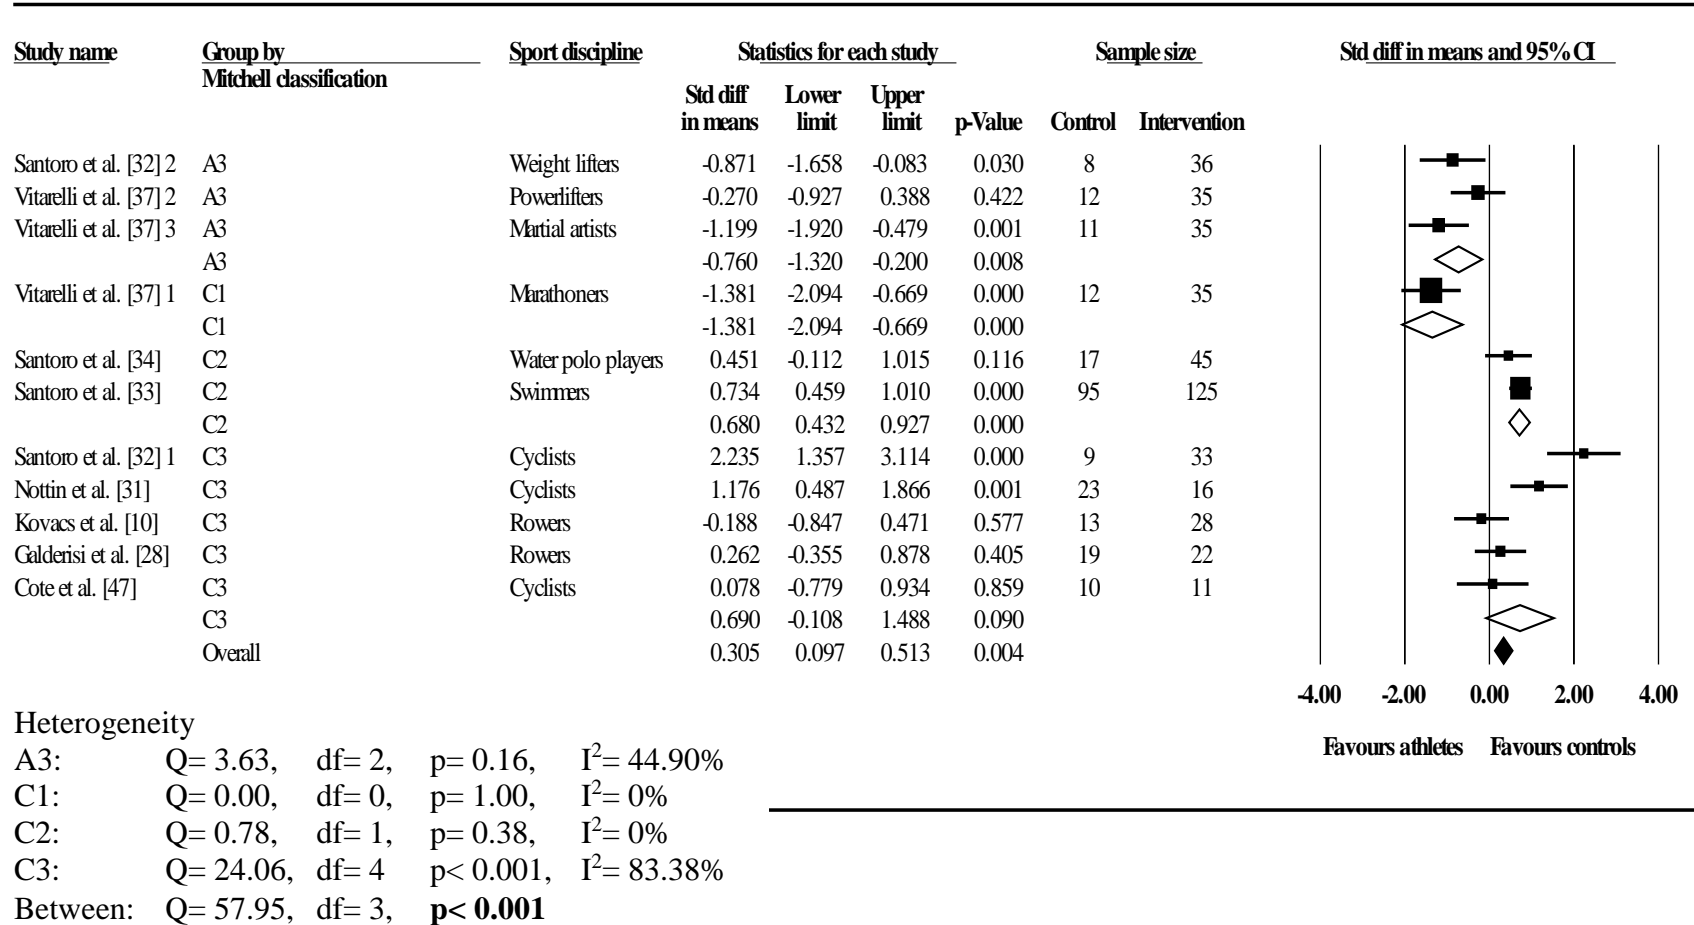 Study name Group by Sport discipline Statistics for each study Sample size Std diff in means and 95% CI
Mitchell classification
Std diff Lower Upper
in means limit limit p-Value Control Intervention
Santoro et al. [32] 2 A3 Weight lifters -0.871 -1.658 -0.083 0.030 8 36
Vitarelli et al. [37] 2 A3 Powerlifters -0.270 -0.927 0.388 0.422 12 35
Vitarelli et al. [37] 3 A3 Martial artists -1.199 -1.920 -0.479 0.001 11 35
A3 -0.760 -1.320 -0.200 0.008
Vitarelli et al. [37] 1 C1 Marathoners -1.381 -2.094 -0.669 0.000 12 35
C1 -1.381 -2.094 -0.669 0.000
Santoro et al. [34] C2 Water polo players 0.451 -0.112 1.015 0.116 17 45
Santoro et al. [33] C2 Swimmers 0.734 0.459 1.010 0.000 95 125
C2 0.680 0.432 0.927 0.000
Santoro et al. [32] 1 C3 Cyclists 2.235 1.357 3.114 0.000 9 33
Nottin et al. [31] C3 Cyclists 1.176 0.487 1.866 0.001 23 16
Kovacs et al. [10] C3 Rowers -0.188 -0.847 0.471 0.577 13 28
Galderisi et al. [28] C3 Rowers 0.262 -0.355 0.878 0.405 19 22
Cote et al. [47] C3 Cyclists 0.078 -0.779 0.934 0.859 10 11
C3 0.690 -0.108 1.488 0.090
Overall 0.305 0.097 0.513 0.004
-4.00 -2.00 0.00 2.00 4.00
Favours athletes Favours controls
Heterogeneity
A3: Q= 3.63, df= 2, p= 0.16, I²= 44.90%
C1: Q= 0.00, df= 0, p= 1.00, I²= 0%
C2: Q= 0.78, df= 1, p= 0.38, I²= 0%
C3: Q= 24.06, df= 4 p< 0.001, I²= 83.38%
Between: Q= 57.95, df= 3, p< 0.001